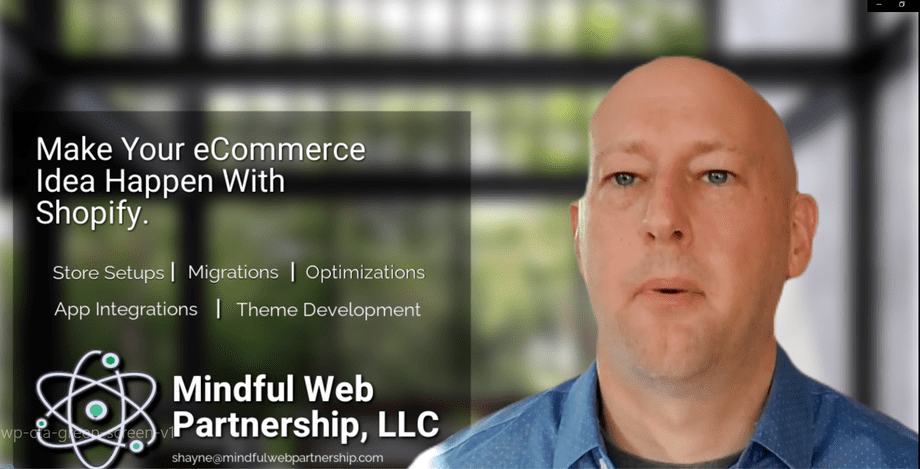 Make Your eCommerce
Idea Happen With
Shopify.
Store Setups | Migrations | Optimizations
App Integrations | Theme Development
Mindful Web
Partnership, LLC
wp-cta-green-screen-v1
shayne@mindfulwebpartnership.com